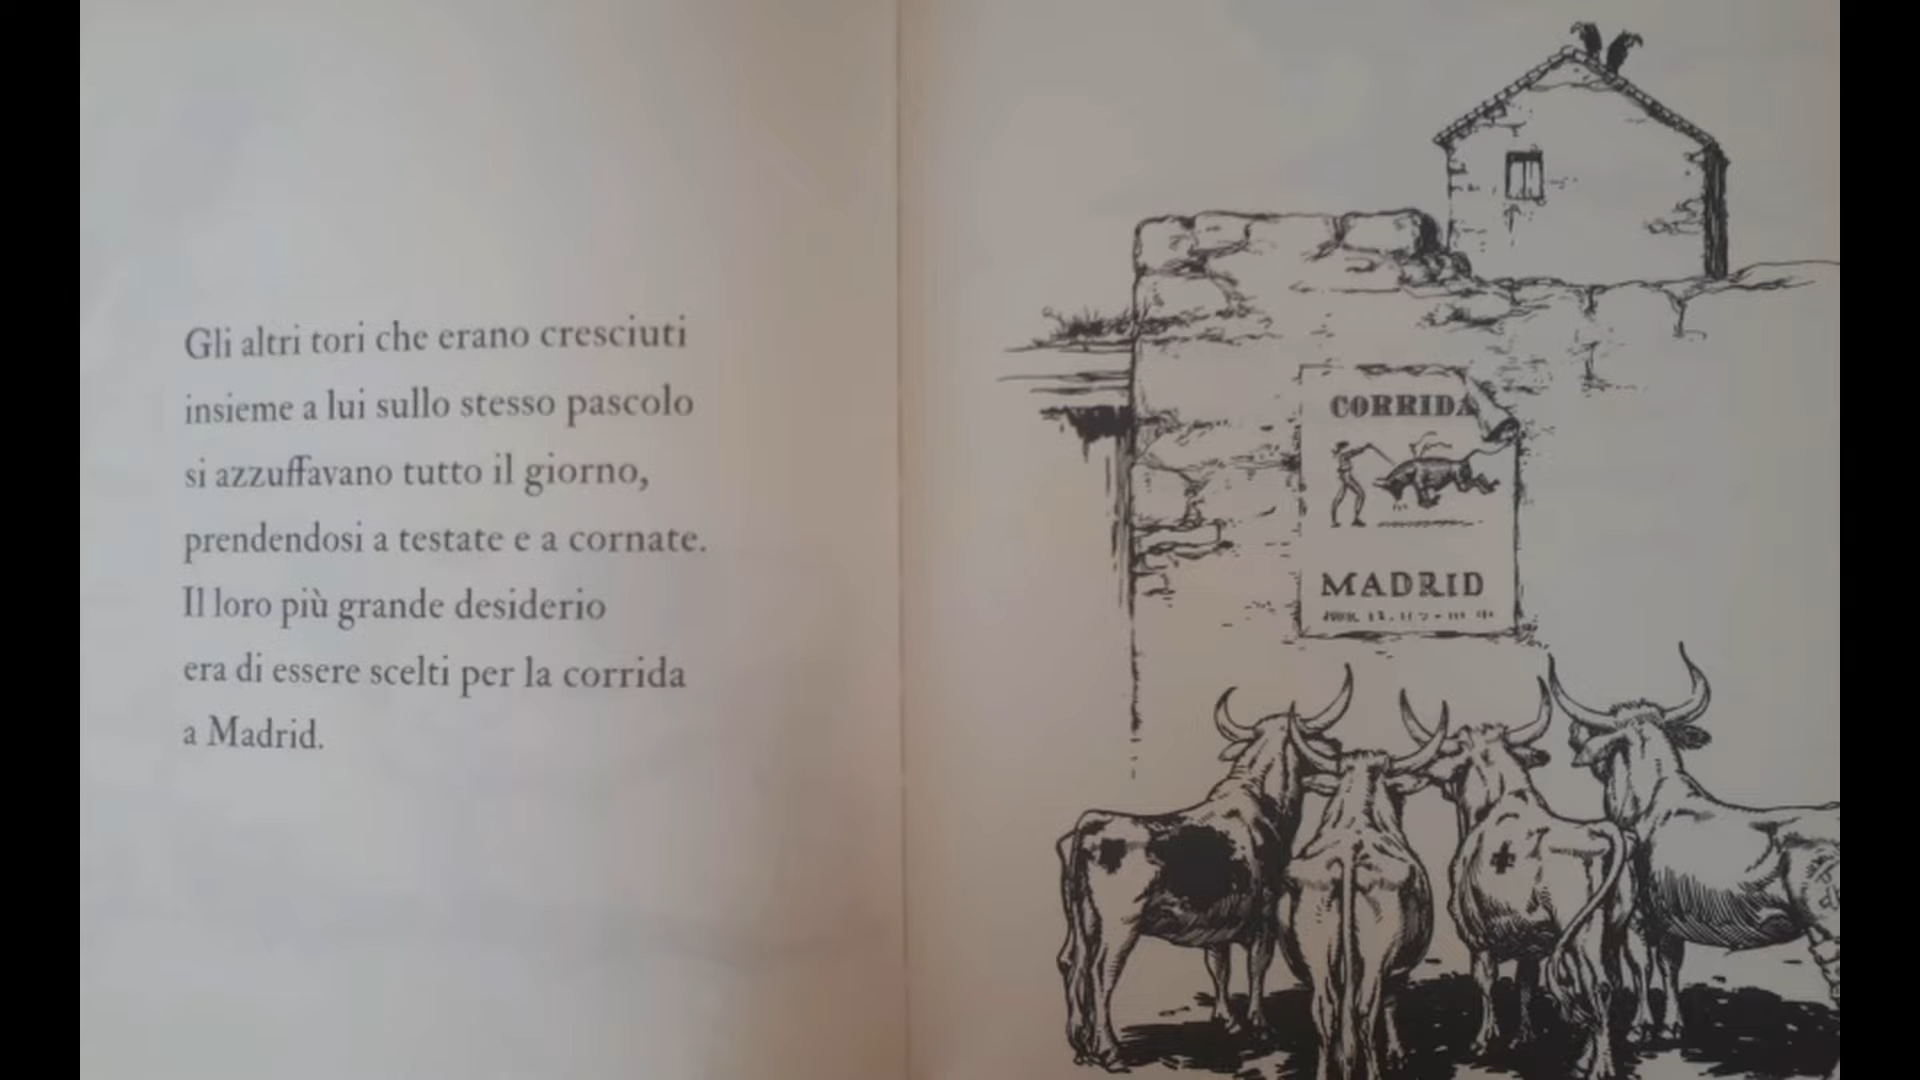 Gli altri tori che erano cresciuti
insieme a lui sullo stesso pascolo
si azzuffavano tutto il giorno,
prendendosi a testate e a cornate.
Il loro più grande desiderio
era di essere scelti per la corrida
a Madrid.
CORRIDA
MADRID